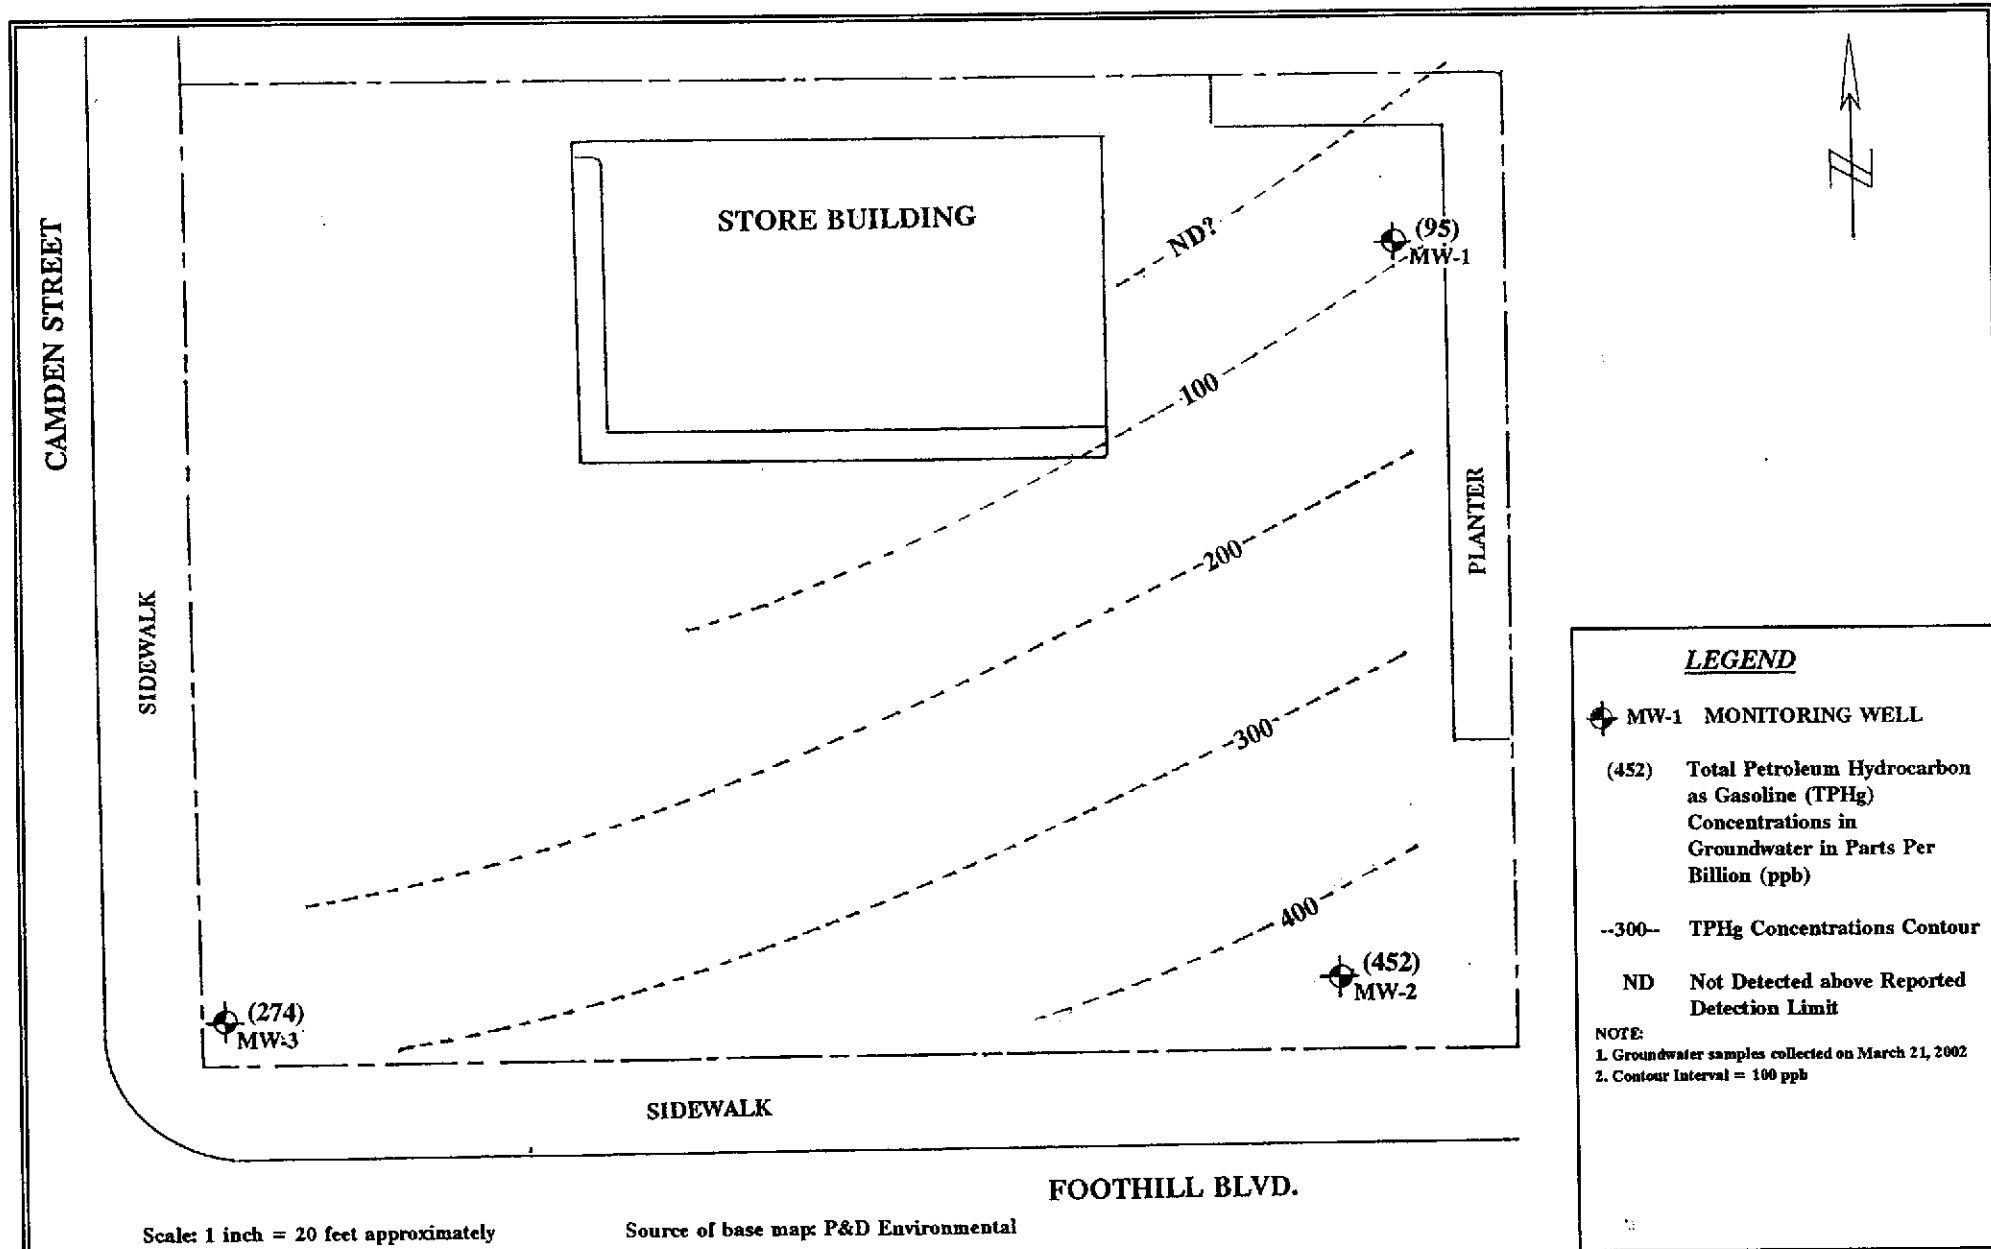 STORE BUILDING
CAMDEN STREET
ND?
(95)
MW-1
100
200
PLANTER
SIDEWALK
300
400
(452)
MW-2
(274)
MW-3
SIDEWALK
FOOTHILL BLVD.
N
LEGEND
MW-1 MONITORING WELL
(452) Total Petroleum Hydrocarbon
as Gasoline (TPHg)
Concentrations in
Groundwater in Parts Per
Billion (ppb)
--300-- TPHg Concentrations Contour
ND Not Detected above Reported
Detection Limit
NOTE:
1. Groundwater samples collected on March 21, 2002
2. Contour Interval = 100 ppb
Scale: 1 inch = 20 feet approximately
Source of base map: P&D Environmental